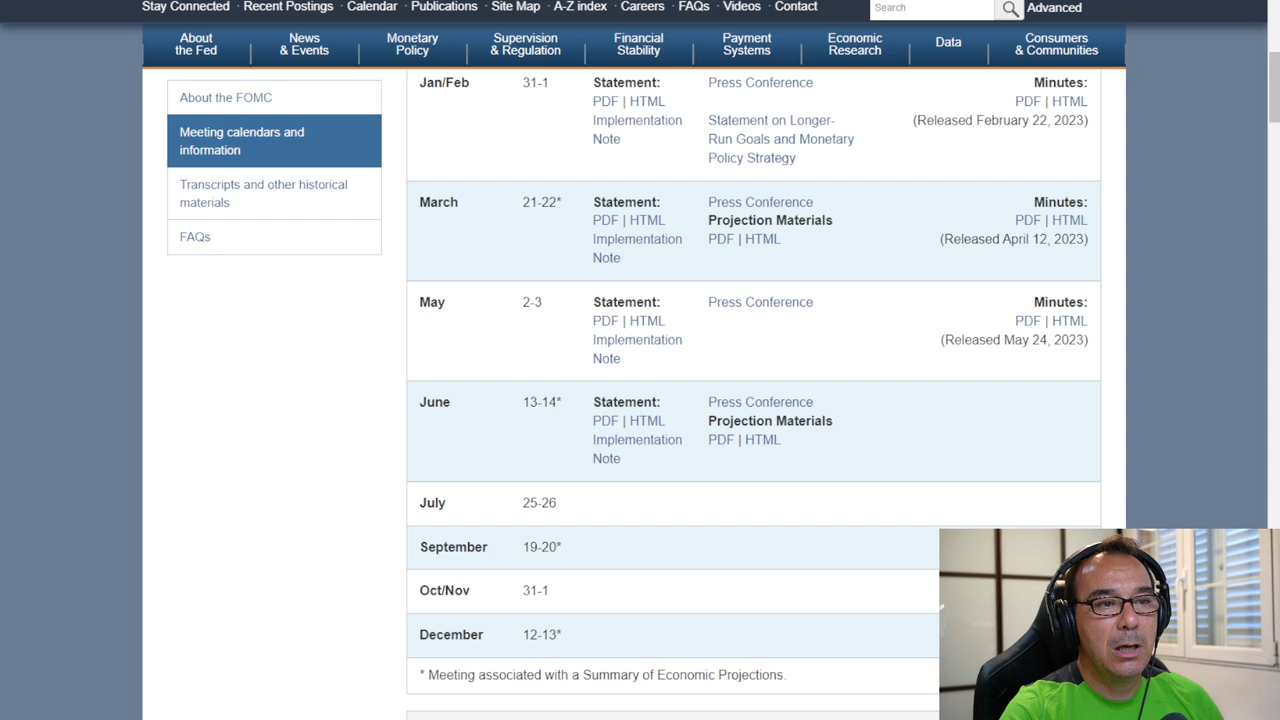 Stay Connected · Recent Postings · Calendar · Publications · Site Map · A-Z index · Careers · FAQs · Videos · Contact
Search
Advanced
About
the Fed
News
& Events
Monetary
Policy
Supervision
& Regulation
Financial
Stability
Payment
Systems
Economic
Research
Data
Consumers
& Communities
About the FOMC
Meeting calendars and
information
Transcripts and other historical
materials
FAQs
Jan/Feb
31-1
Statement:
PDF | HTML
Implementation
Note
Press Conference
Statement on Longer-
Run Goals and Monetary
Policy Strategy
Minutes:
PDF | HTML
(Released February 22, 2023)
March
21-22*
Statement:
PDF | HTML
Implementation
Note
Press Conference
Projection Materials
PDF | HTML
Minutes:
PDF | HTML
(Released April 12, 2023)
May
2-3
Statement:
PDF | HTML
Implementation
Note
Press Conference
Minutes:
PDF | HTML
(Released May 24, 2023)
June
13-14*
Statement:
PDF | HTML
Implementation
Note
Press Conference
Projection Materials
PDF | HTML
July
25-26
September
19-20*
Oct/Nov
31-1
December
12-13*
* Meeting associated with a Summary of Economic Projections.